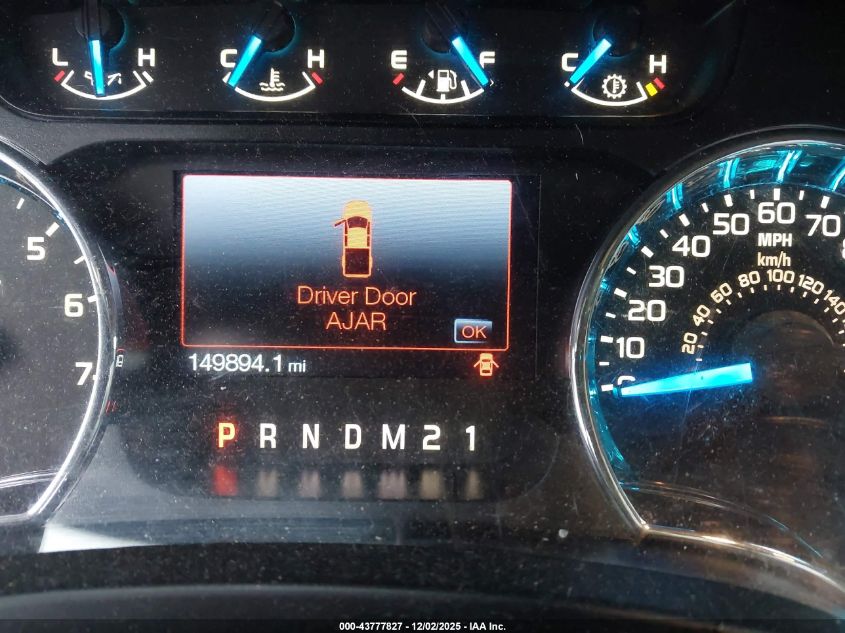 L H C H E F C H
5
6
7
Driver Door
AJAR
OK
149894.1 mi
P R N D M 2 1
0
10
20
30
40
50
60
70
MPH
km/h
20
40
60
80
100
120
140
000-43777827 - 12/02/2025 - IAA Inc.